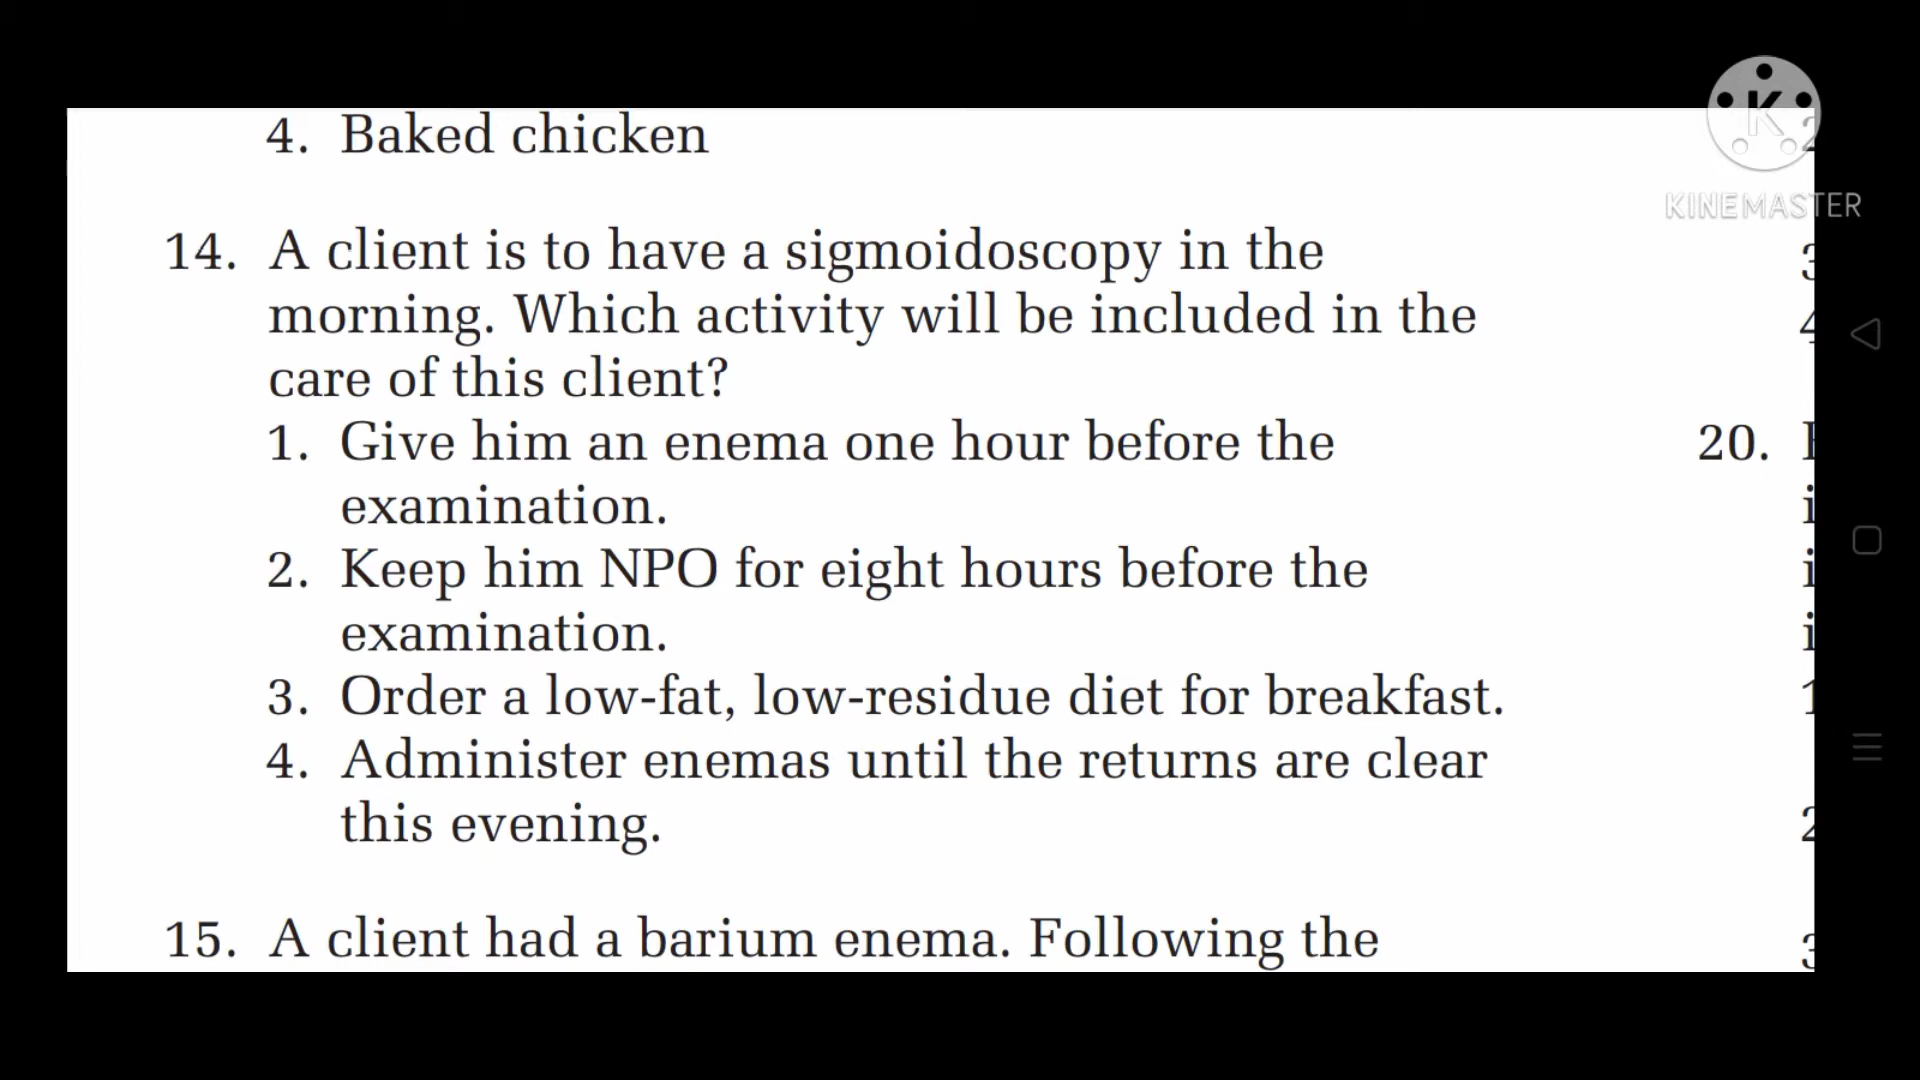 4. Baked chicken
14. A client is to have a sigmoidoscopy in the
morning. Which activity will be included in the
care of this client?
1. Give him an enema one hour before the
examination.
2. Keep him NPO for eight hours before the
examination.
3. Order a low-fat, low-residue diet for breakfast.
4. Administer enemas until the returns are clear
this evening.
15. A client had a barium enema. Following the
20.
K
KINEMASTER